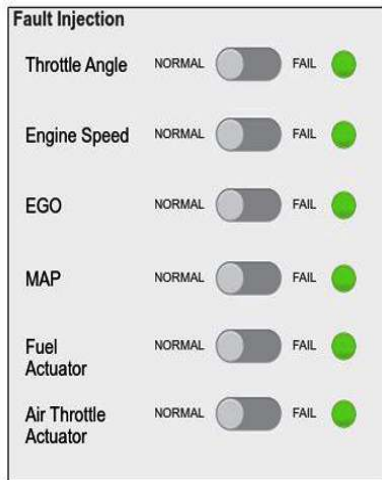 Fault Injection
Throttle Angle NORMAL FAIL
Engine Speed NORMAL FAIL
EGO NORMAL FAIL
MAP NORMAL FAIL
Fuel NORMAL FAIL
Actuator
Air Throttle NORMAL FAIL
Actuator